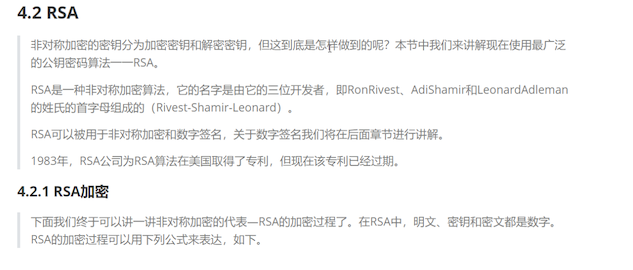 4.2 RSA
非对称加密的密钥分为加密密钥和解密密钥，但这到底是怎样做到的呢？本节中我们来讲解现在使用最广泛
的公钥密码算法一一RSA。
RSA是一种非对称加密算法，它的名字是由它的三位开发者，即RonRivest、AdiShamir和LeonardAdleman
的姓氏的首字母组成的（Rivest-Shamir-Leonard）。
RSA可以被用于非对称加密和数字签名，关于数字签名我们将在后面章节进行讲解。
1983年，RSA公司为RSA算法在美国取得了专利，但现在该专利已经过期。
4.2.1 RSA加密
下面我们终于可以讲一讲非对称加密的代表—RSA的加密过程了。在RSA中，明文、密钥和密文都是数字。
RSA的加密过程可以用下列公式来表达，如下。